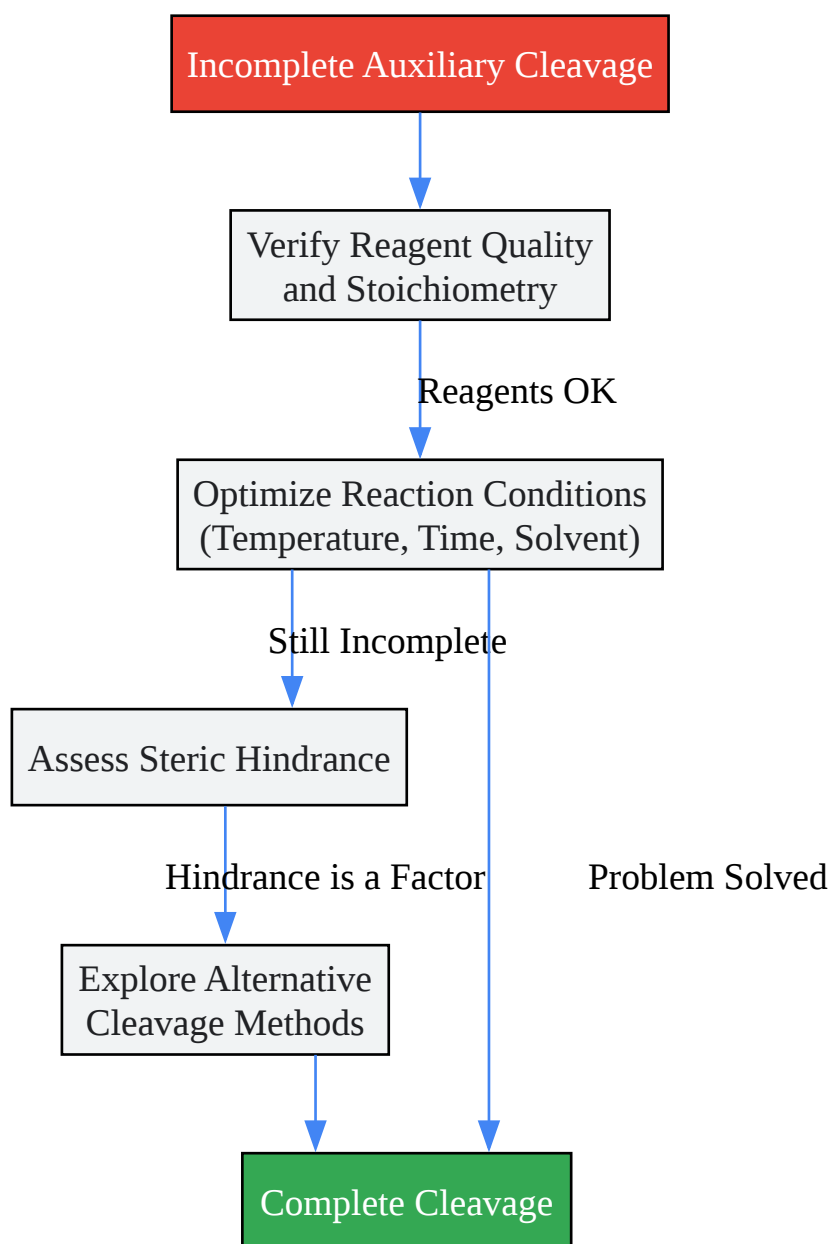 Incomplete Auxiliary Cleavage
Verify Reagent Quality
and Stoichiometry
Reagents OK
Optimize Reaction Conditions
(Temperature, Time, Solvent)
Still Incomplete
Assess Steric Hindrance
Hindrance is a Factor
Problem Solved
Explore Alternative
Cleavage Methods
Complete Cleavage